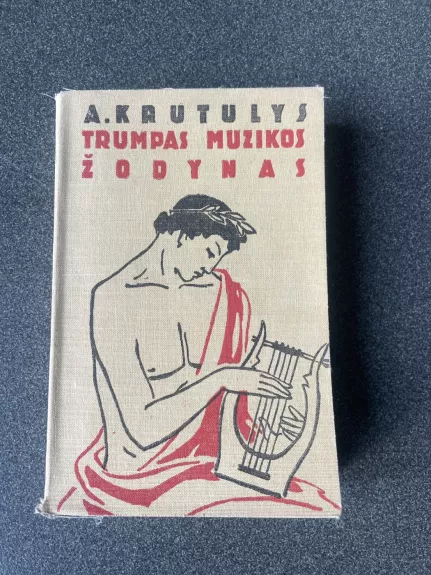 A. KRUTULYS
TRUMPAS MUZIKOS
ŽODYNAS